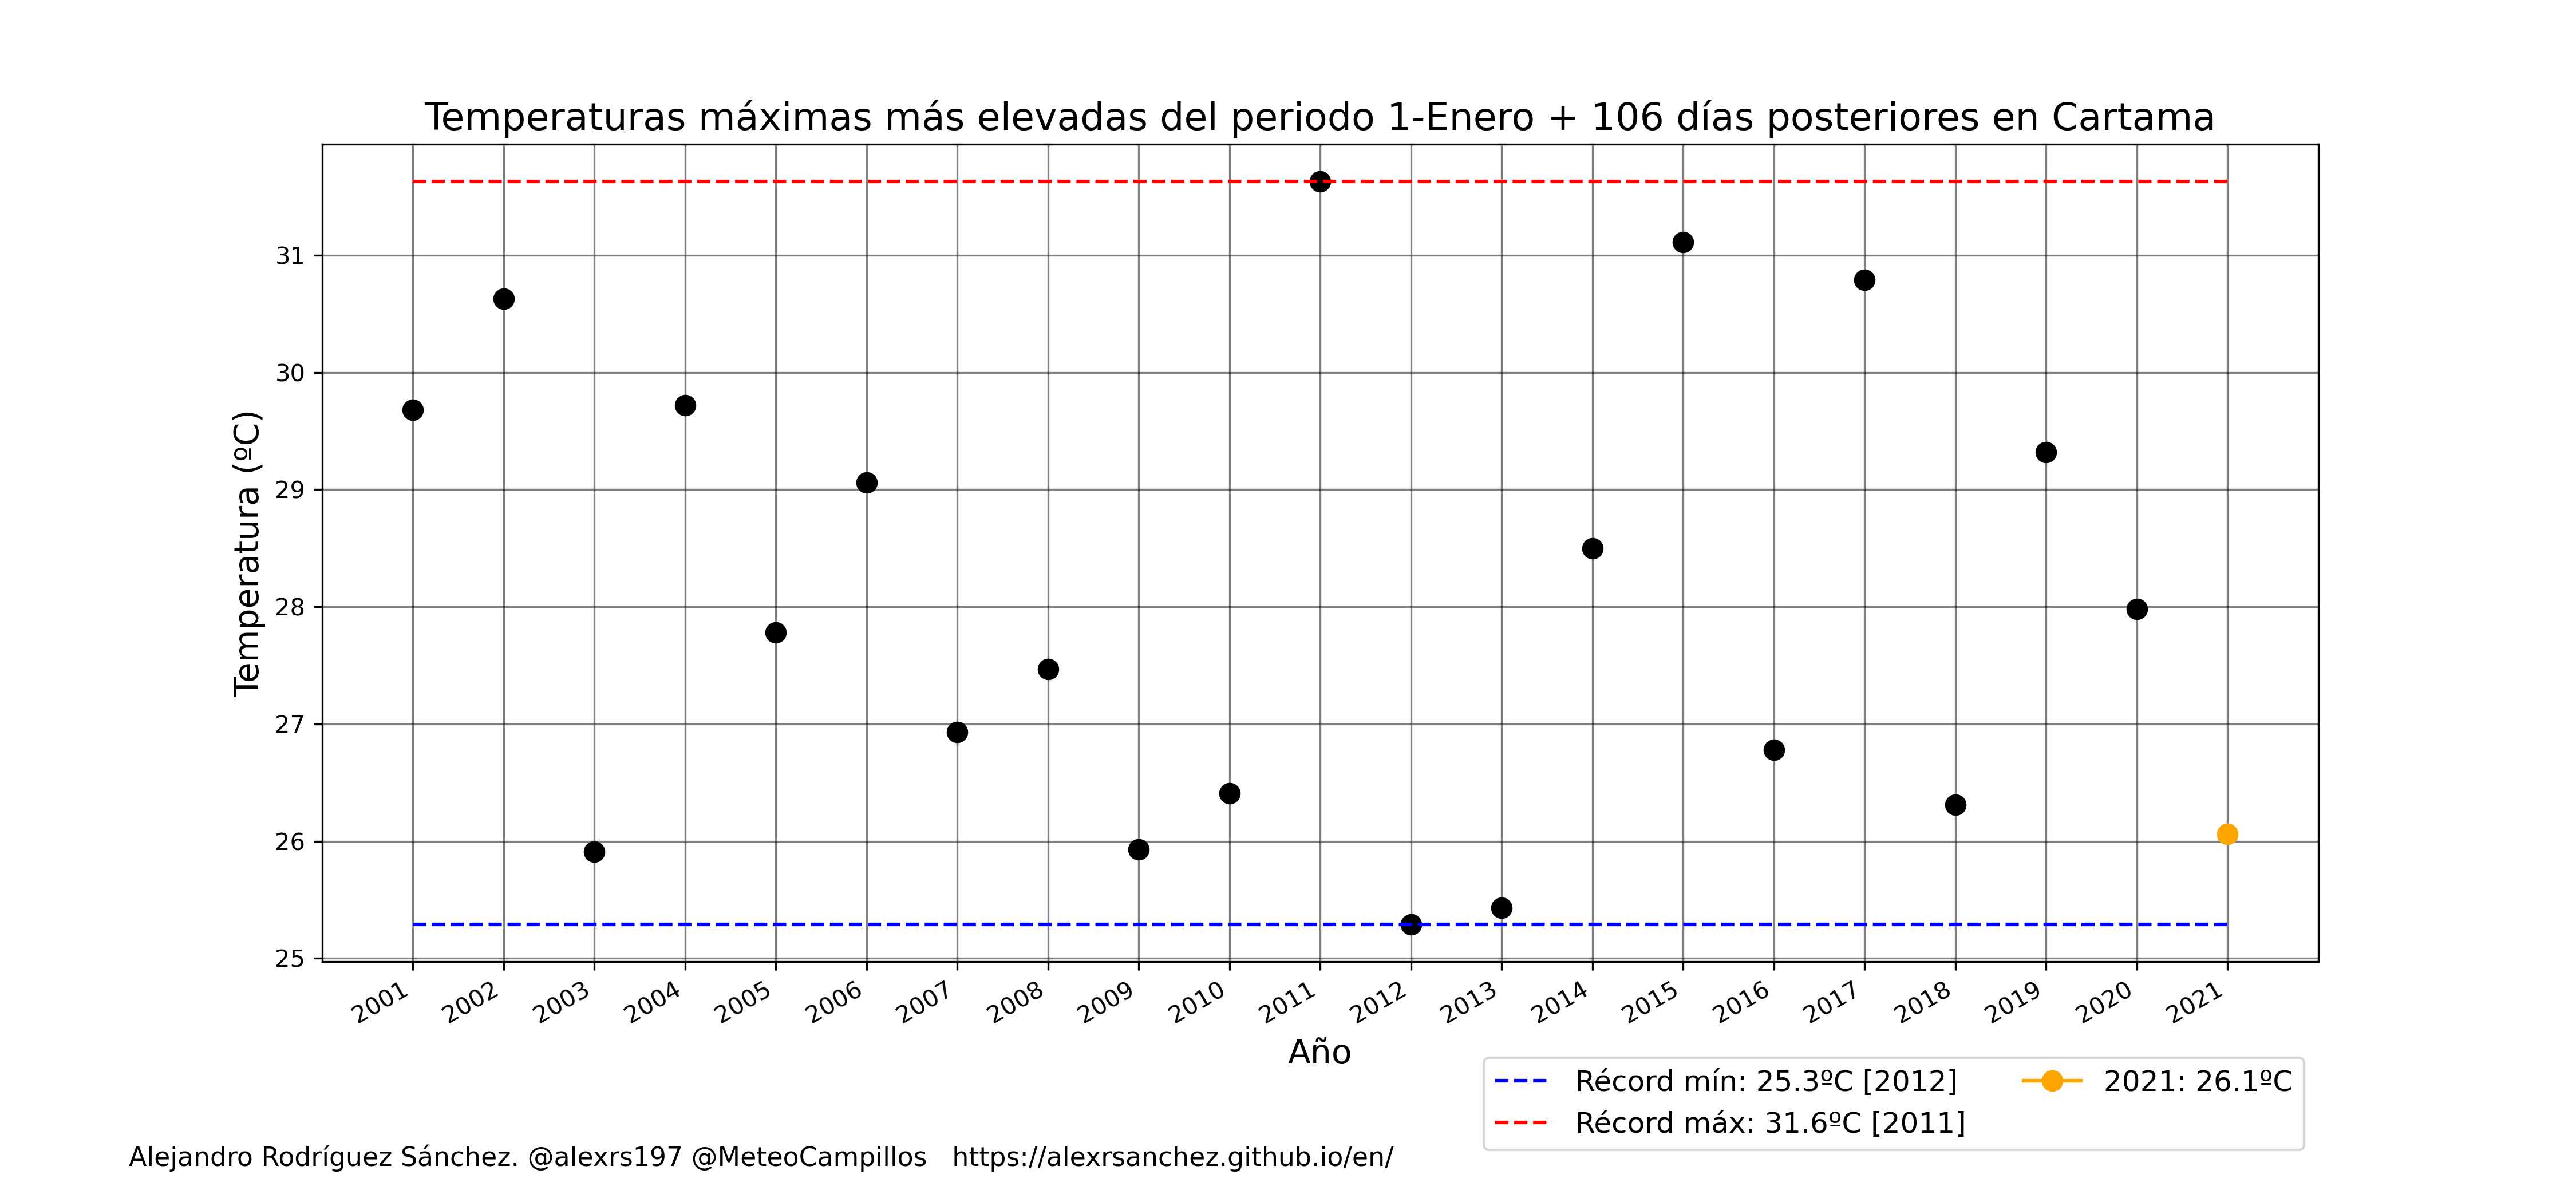 Temperaturas máximas más elevadas del periodo 1-Enero + 106 días posteriores en Cartama
Temperatura (ºC)
31
30
29
28
27
26
25
2001 2002 2003 2004 2005 2006 2007 2008 2009 2010 2011 2012 2013 2014 2015 2016 2017 2018 2019 2020 2021
Año
Récord mín: 25.3ºC [2012]
Récord máx: 31.6ºC [2011]
2021: 26.1ºC
Alejandro Rodríguez Sánchez. @alexrs197 @MeteoCampillos https://alexrsanchez.github.io/en/